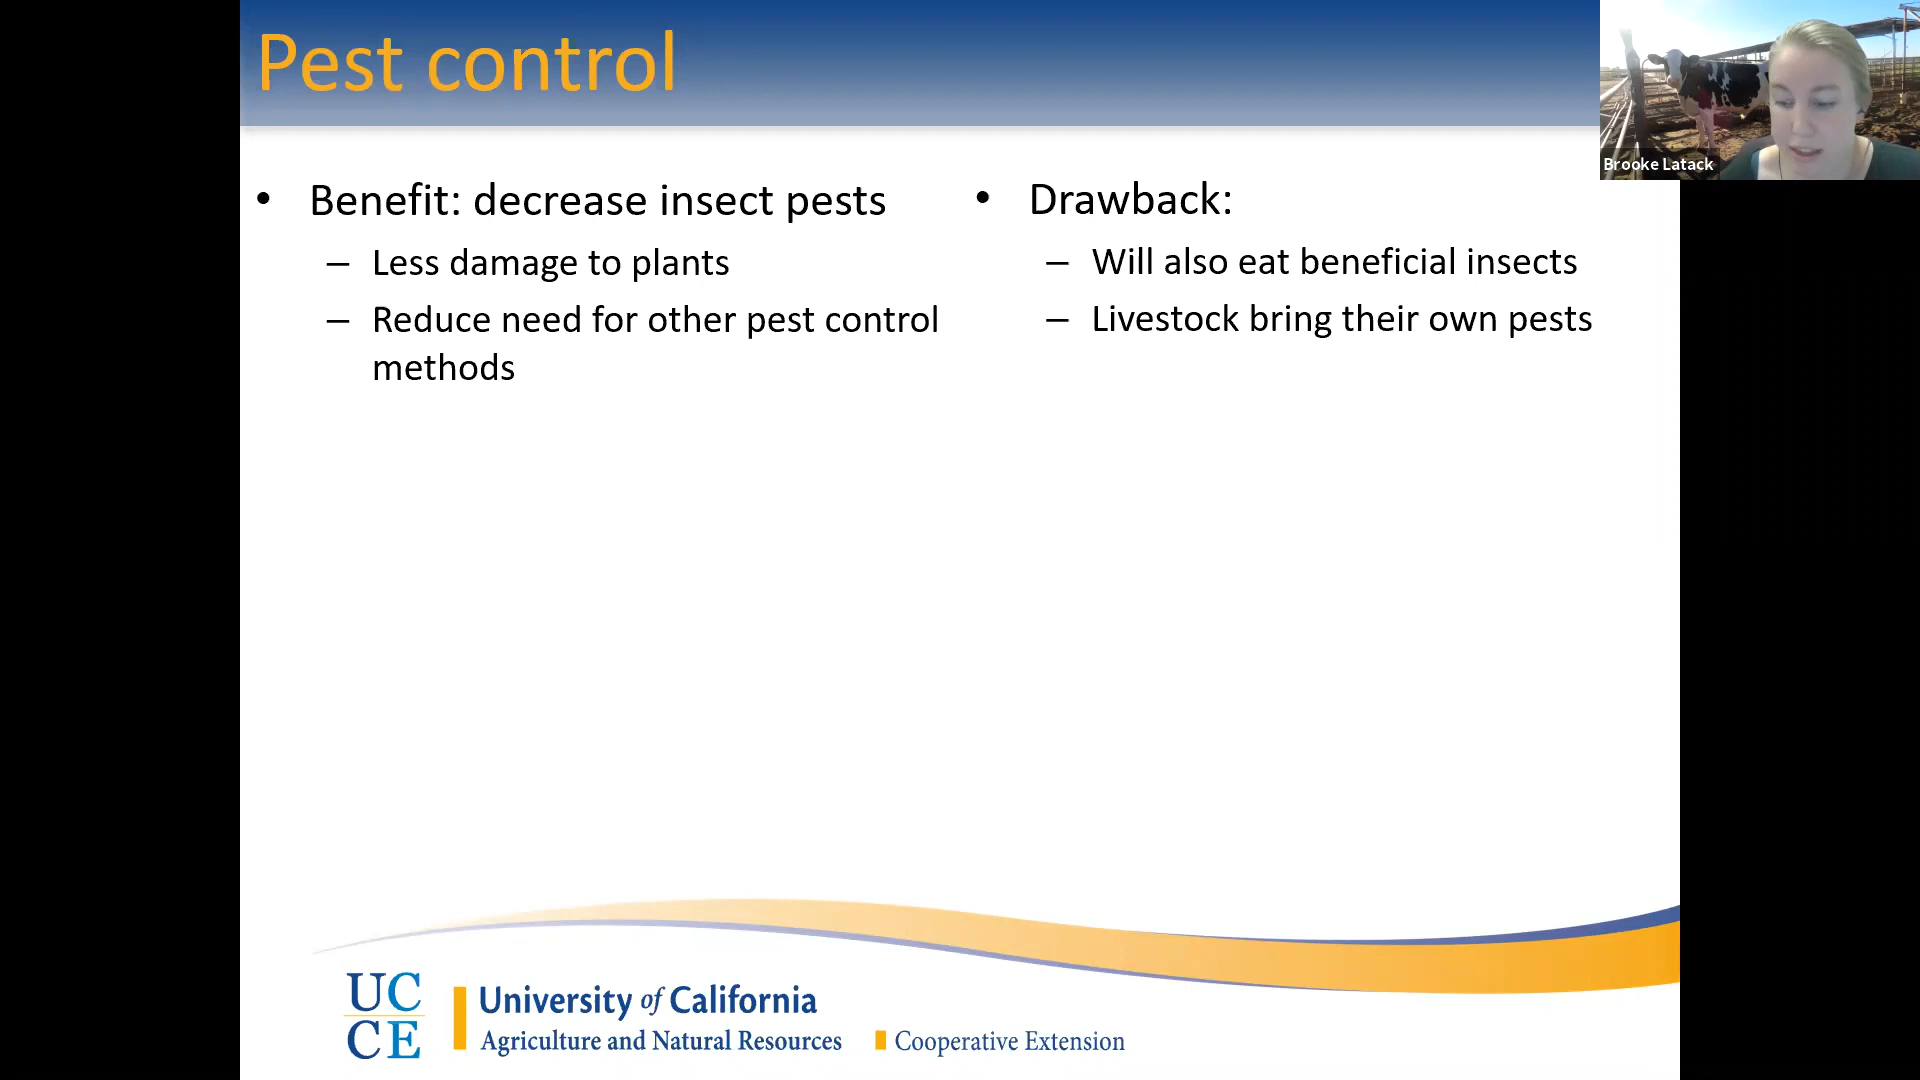 Pest control
Brooke Latack
• Benefit: decrease insect pests
– Less damage to plants
– Reduce need for other pest control
methods
• Drawback:
– Will also eat beneficial insects
– Livestock bring their own pests
UC
CE
University of California
Agriculture and Natural Resources
Cooperative Extension